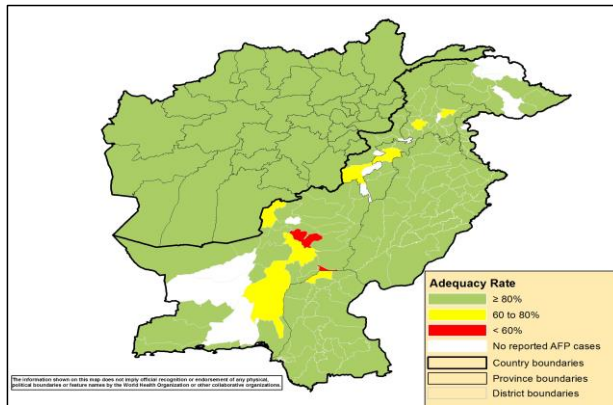 Adequacy Rate
≥ 80%
60 to 80%
< 60%
No reported AFP cases
Country boundaries
Province boundaries
District boundaries
The information shown on this map does not imply official recognition or endorsement of any physical,
political boundaries or feature names by the World Health Organization or other collaborative organizations.